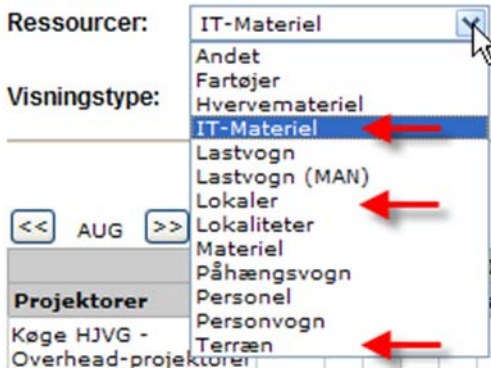 Ressourcer:
IT-Materiel
Andet
Fartøjer
Visningstype:
Hvervemateriel
IT-Materiel
Lastvogn
Lastvogn (MAN)
Lokaler
<< AUG >>
Lokaliteter
Materiel
Påhængsvogn
Projektorer
Personel
Personvogn
Køge HJVG -
Terræn
Overhead-projektorer